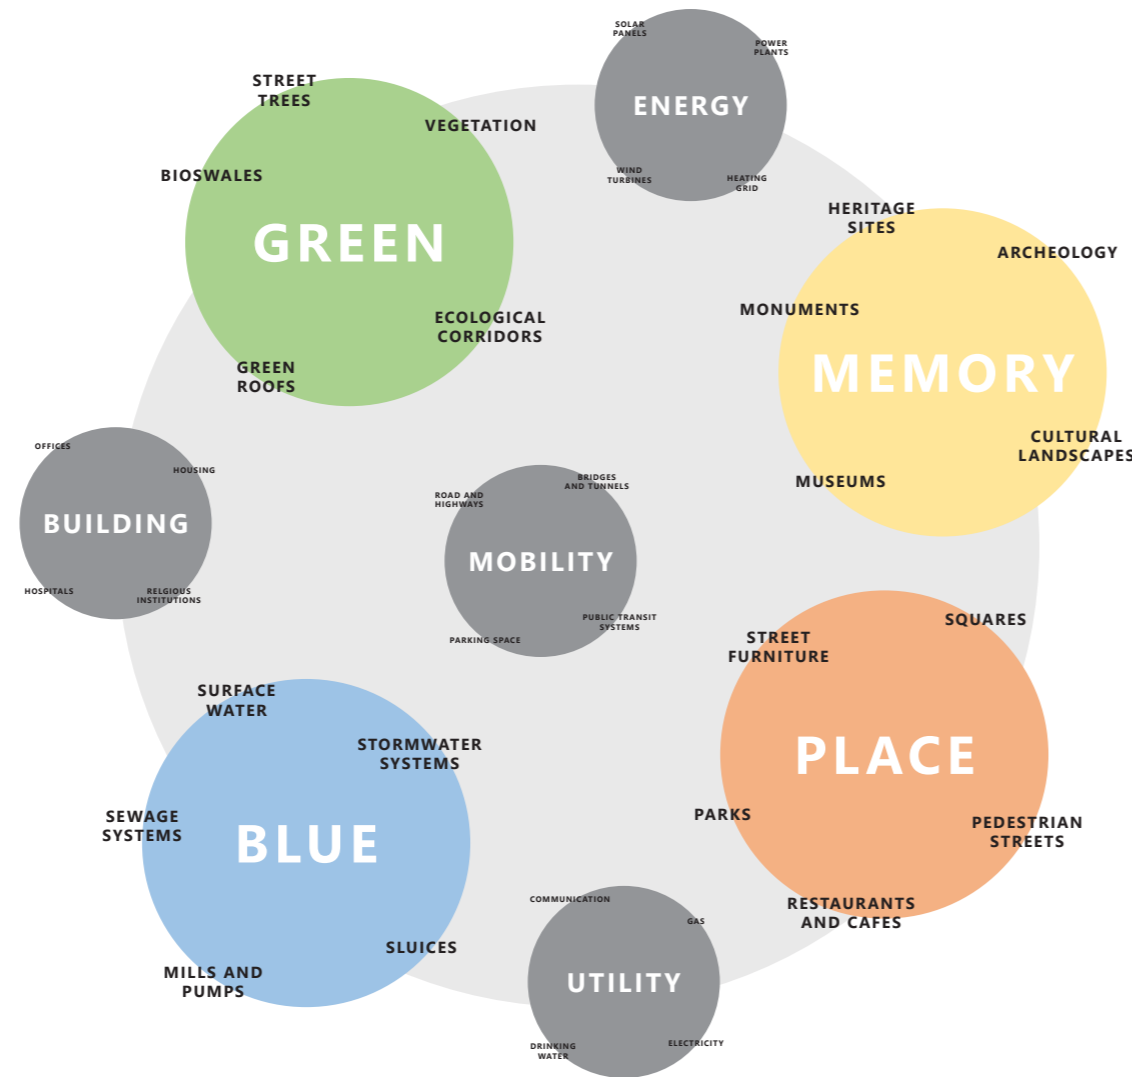 SOLAR
PANELS
POWER
PLANTS
ENERGY
WIND
TURBINES
HEATING
GRID
STREET
TREES
VEGETATION
BIOSWALES
GREEN
ECOLOGICAL
CORRIDORS
GREEN
ROOFS
HERITAGE
SITES
ARCHEOLOGY
MONUMENTS
MEMORY
CULTURAL
LANDSCAPES
MUSEUMS
OFFICES
HOUSING
BUILDING
HOSPITALS
RELGIOUS
INSTITUTIONS
BRIDGES
AND TUNNELS
ROAD AND
HIGHWAYS
MOBILITY
PUBLIC TRANSIT
SYSTEMS
PARKING SPACE
SQUARES
STREET
FURNITURE
PLACE
PARKS
PEDESTRIAN
STREETS
RESTAURANTS
AND CAFES
SURFACE
WATER
STORMWATER
SYSTEMS
SEWAGE
SYSTEMS
BLUE
SLUICES
MILLS AND
PUMPS
COMMUNICATION
GAS
UTILITY
DRINKING
WATER
ELECTRICITY